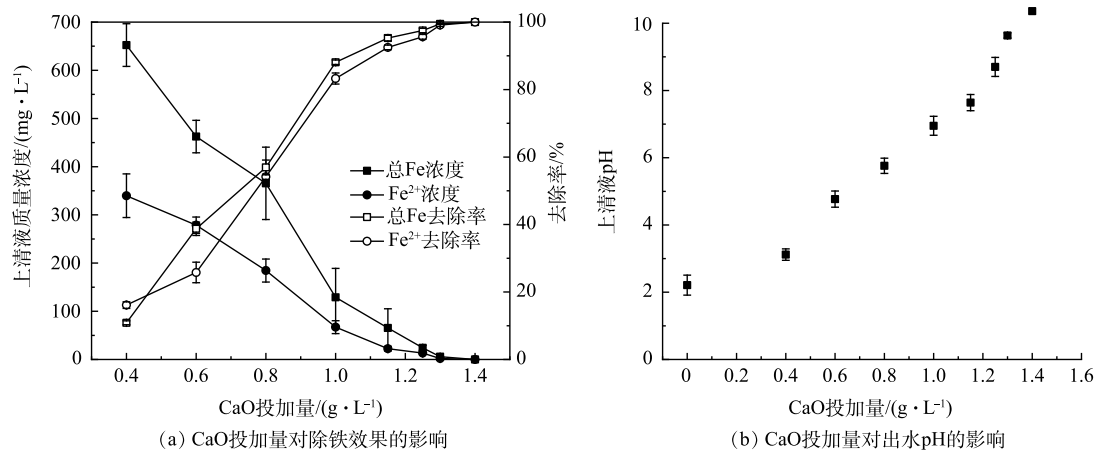 700
600
500
400
300
200
100
0
上清液质量浓度/(mg·L⁻¹)
100
80
60
40
20
0
去除率/%
总Fe浓度
Fe²⁺浓度
总Fe去除率
Fe²⁺去除率
0.4 0.6 0.8 1.0 1.2 1.4
CaO投加量/(g·L⁻¹)
(a) CaO投加量对除铁效果的影响
10
8
6
4
2
0
上清液pH
0 0.2 0.4 0.6 0.8 1.0 1.2 1.4 1.6
CaO投加量/(g·L⁻¹)
(b) CaO投加量对出水pH的影响